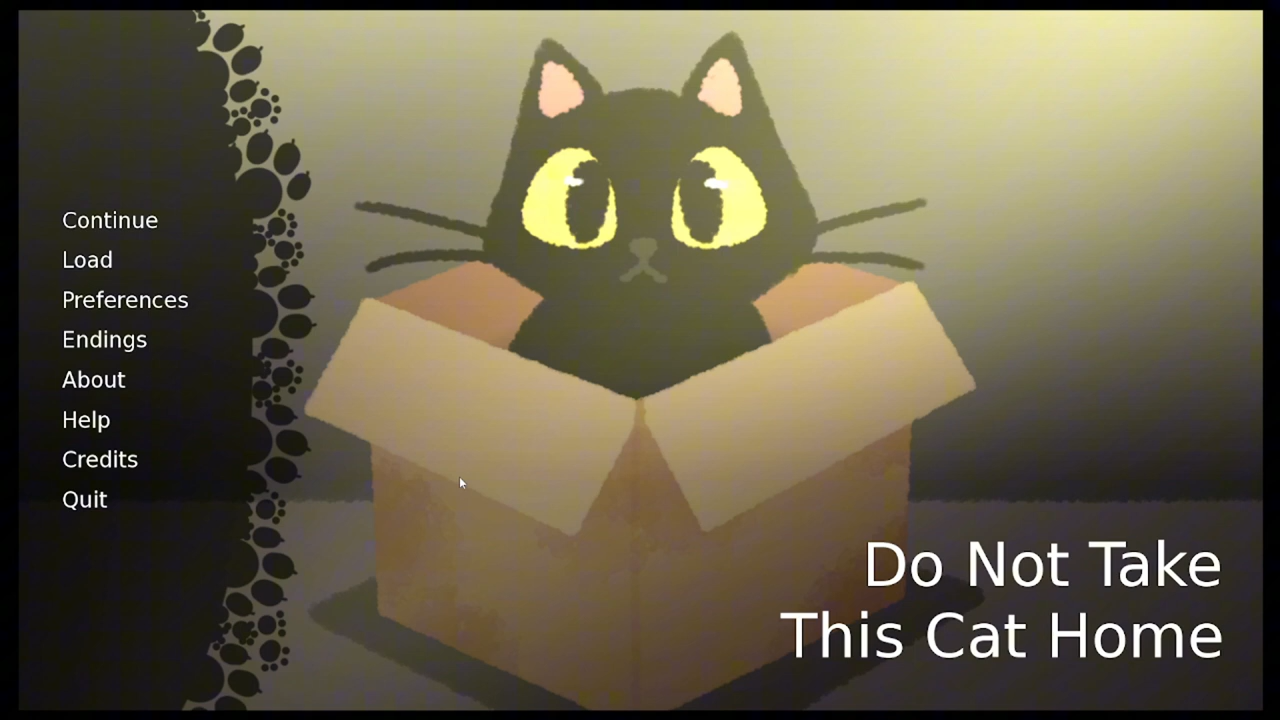 Continue
Load
Preferences
Endings
About
Help
Credits
Quit
Do Not Take
This Cat Home